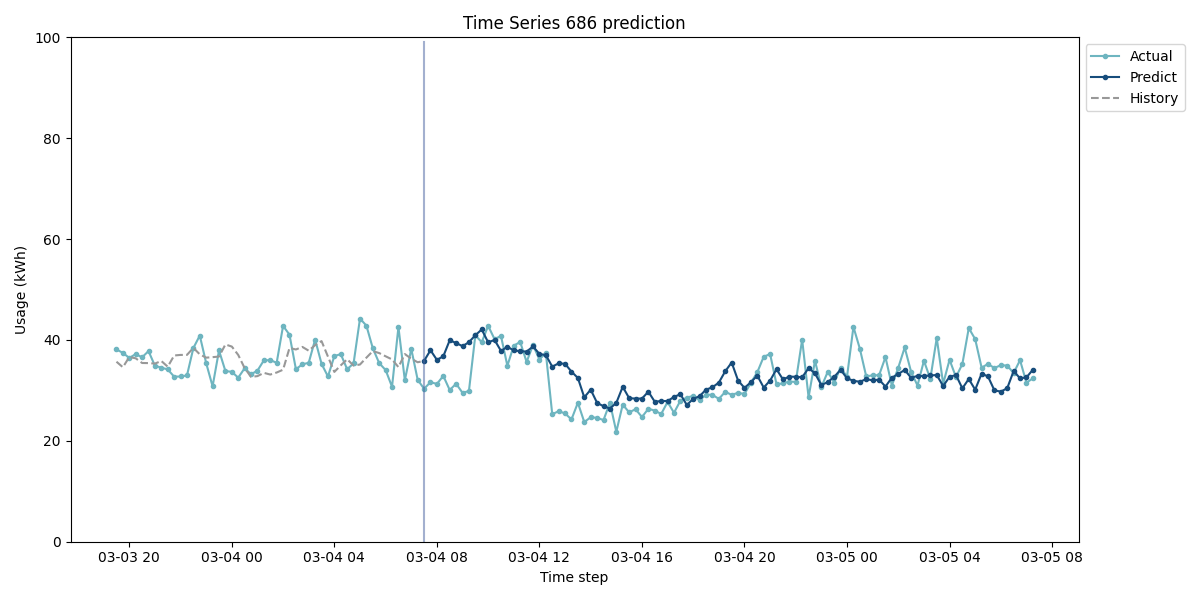 Time Series 686 prediction
100
80
60
40
20
0
Usage (kWh)
03-03 20
03-04 00
03-04 04
03-04 08
03-04 12
03-04 16
03-04 20
03-05 00
03-05 04
03-05 08
Time step
Actual
Predict
History